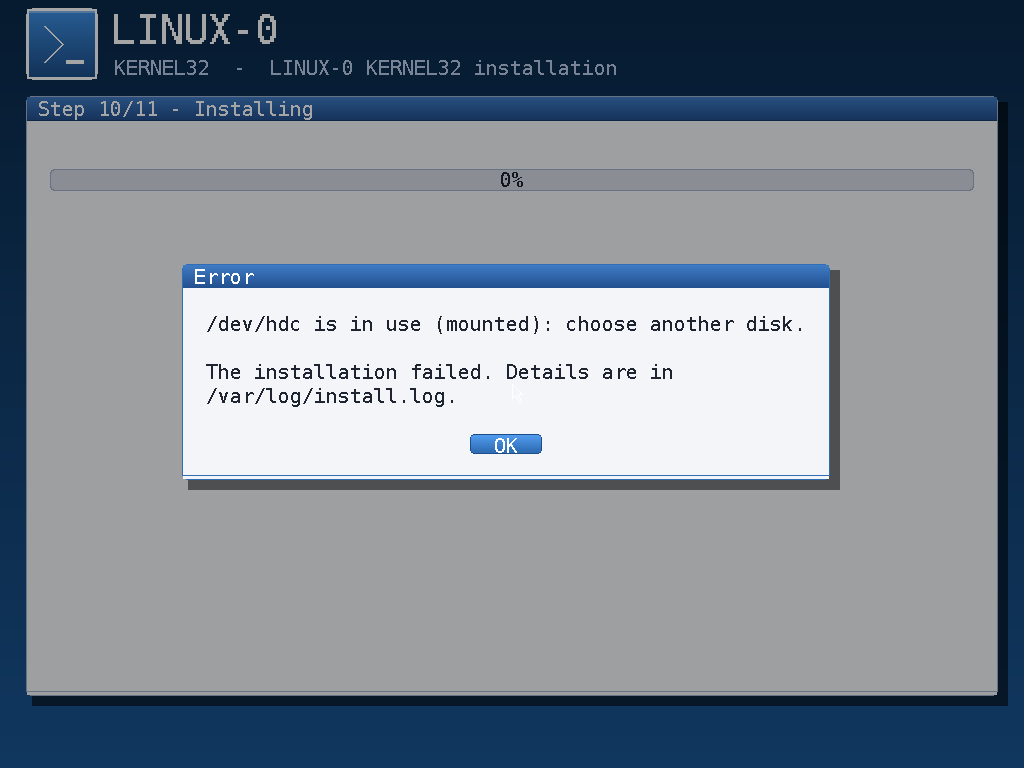 LINUX-0
KERNEL32  -  LINUX-0 KERNEL32 installation
Step 10/11 - Installing
0%
Error
/dev/hdc is in use (mounted): choose another disk.
The installation failed. Details are in
/var/log/install.log.
OK